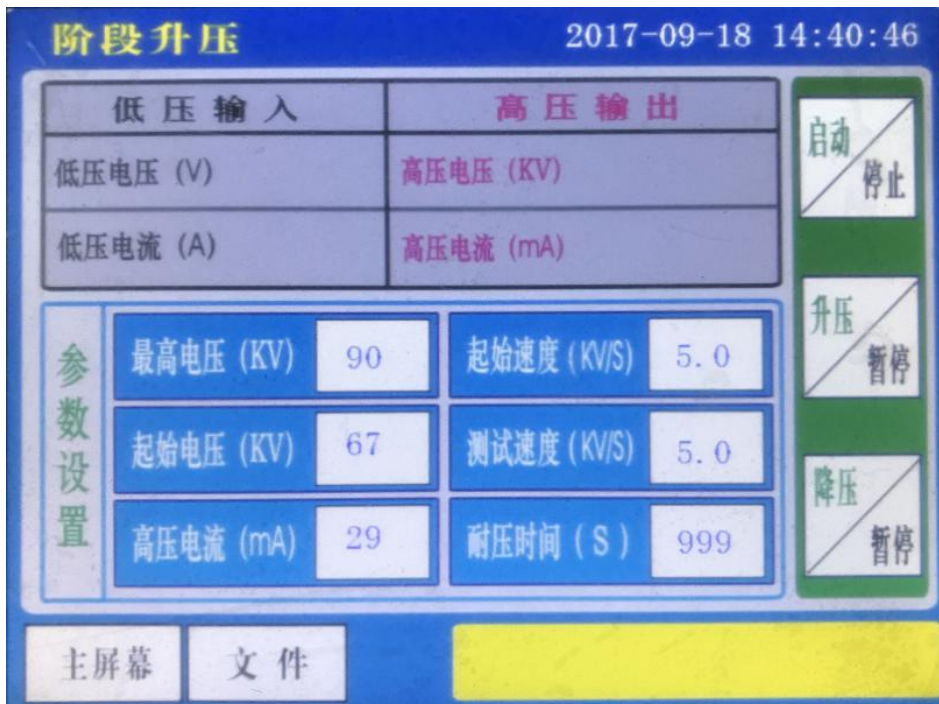 阶段升压 2017-09-18 14:40:46
低压输入 高压输出
低压电压 (V) 高压电压 (KV)
低压电流 (A) 高压电流 (mA)
启动 停止
升压 暂停
降压 暂停
参数设置
最高电压 (KV) 90 起始速度 (KV/S) 5.0
起始电压 (KV) 67 测试速度 (KV/S) 5.0
高压电流 (mA) 29 耐压时间 (S) 999
主屏幕 文件